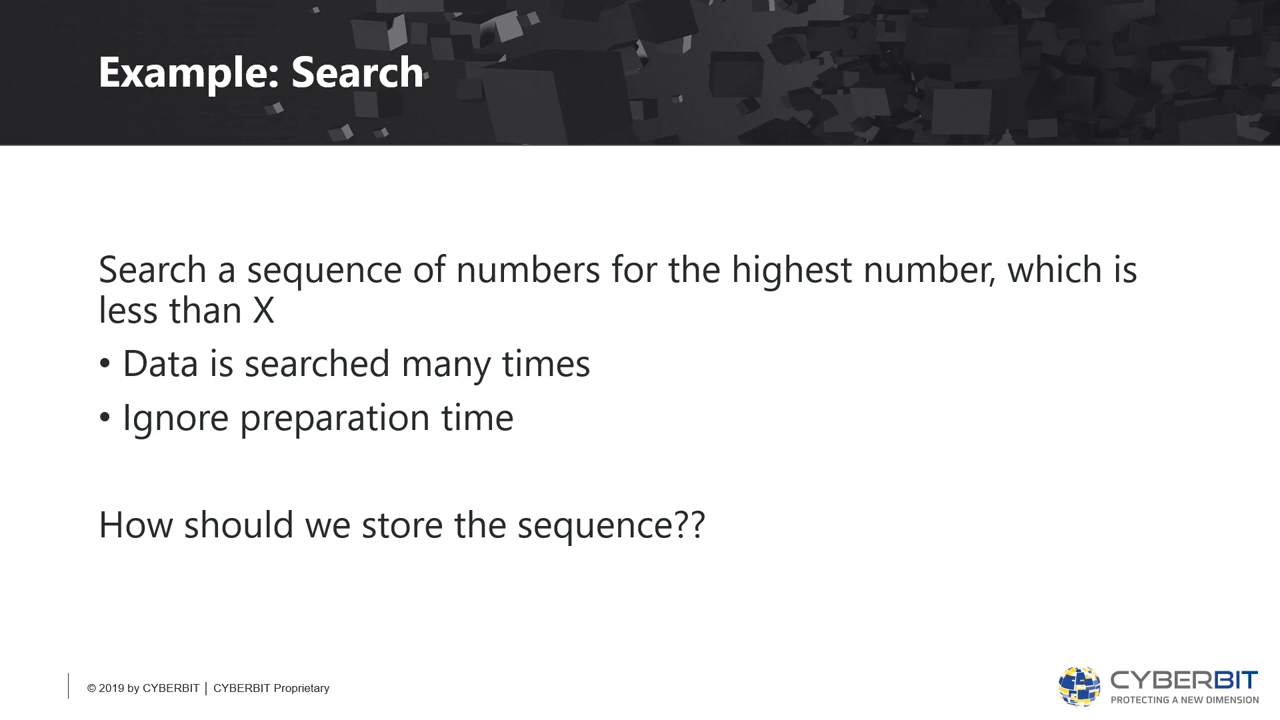 Example: Search
Search a sequence of numbers for the highest number, which is
less than X
• Data is searched many times
• Ignore preparation time
How should we store the sequence??
© 2019 by CYBERBIT | CYBERBIT Proprietary
CYBERBIT
PROTECTING A NEW DIMENSION